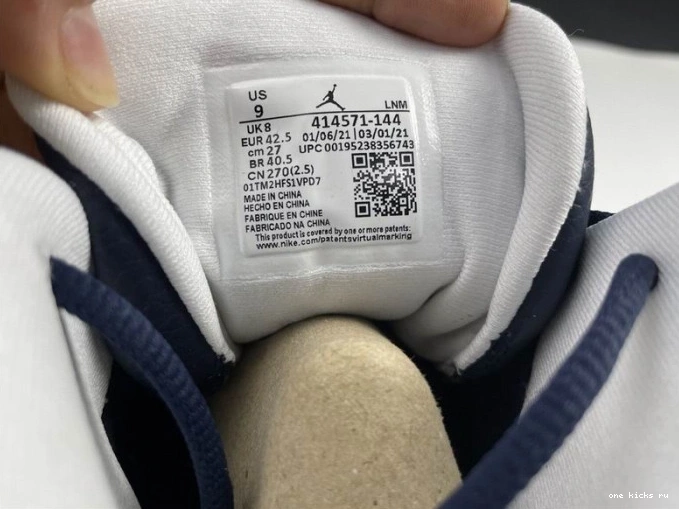 US
9
LNM
UK 8
414571-144
EUR 42.5
01/06/21 | 03/01/21
cm 27
UPC 00195238356743
BR 40.5
CN 270(2.5)
01TM2HFS1VPD7
MADE IN CHINA
HECHO EN CHINA
FABRIQUE EN CHINE
FABRICADO NA CHINA
This product is covered by one or more patents:
www.nike.com/patentsvirtualmarking
one kicks ru